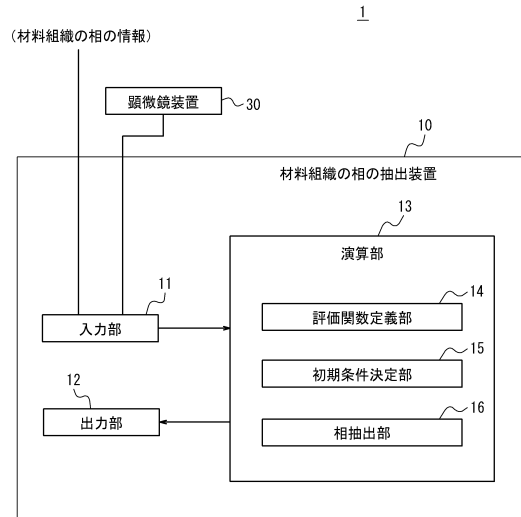 1
(材料組織の相の情報)
顕微鏡装置
30
10
材料組織の相の抽出装置
13
演算部
11
入力部
14
評価関数定義部
15
初期条件決定部
12
出力部
16
相抽出部